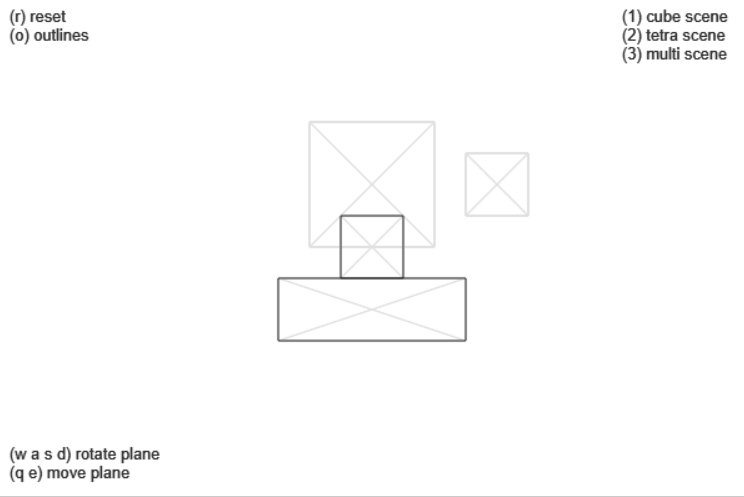 (r) reset
(o) outlines
(1) cube scene
(2) tetra scene
(3) multi scene
(w a s d) rotate plane
(q e) move plane